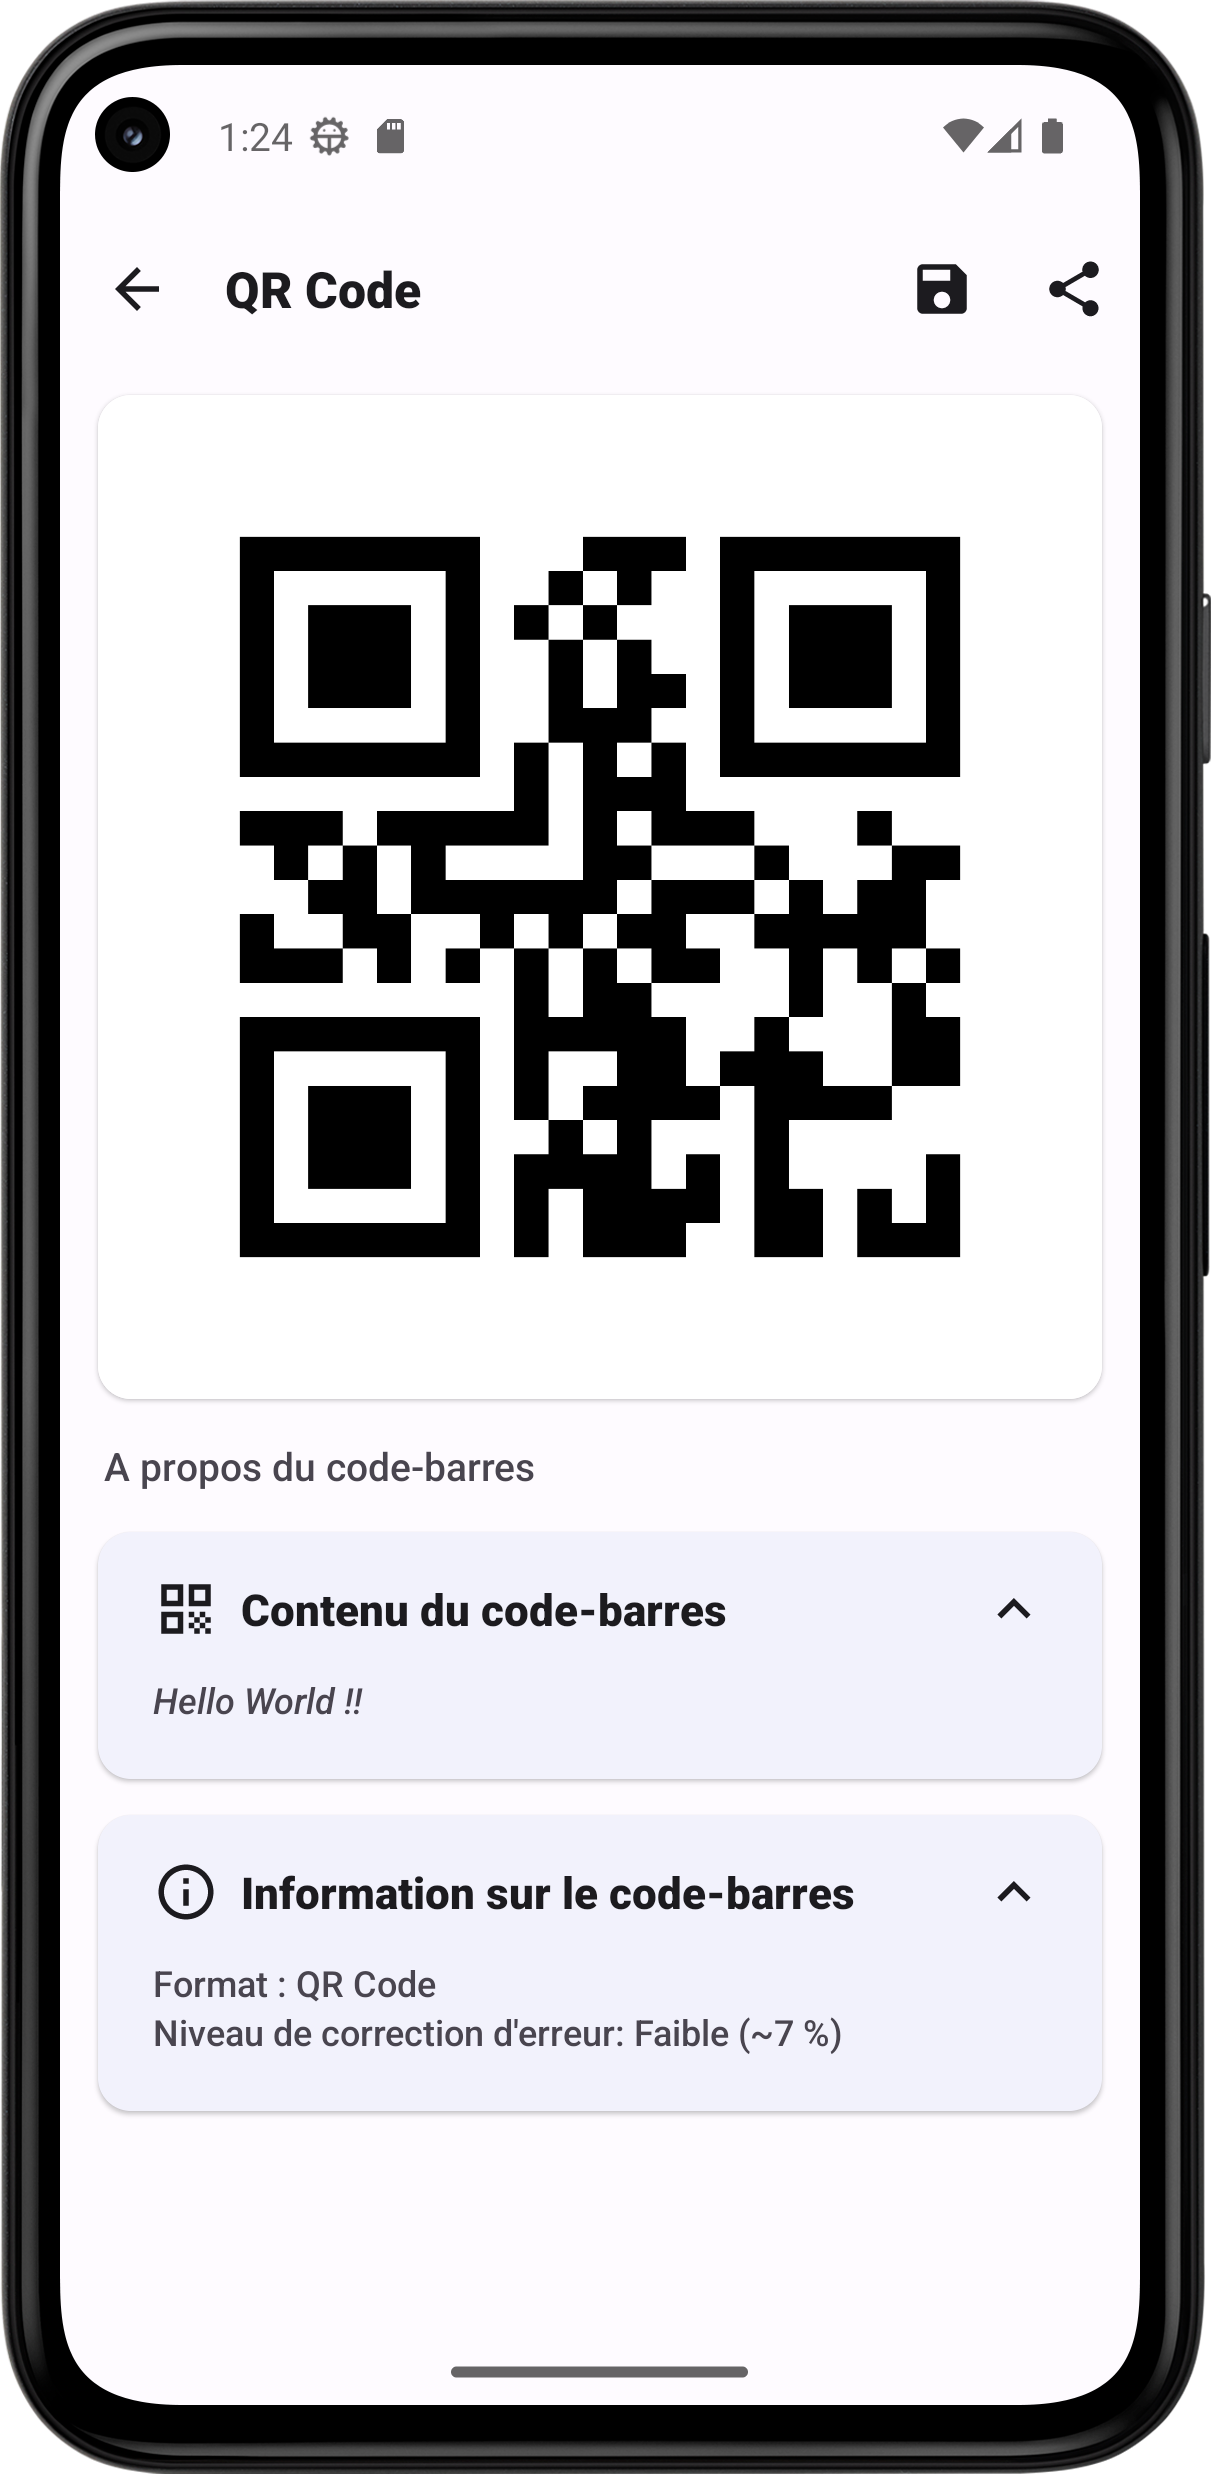 1:24
QR Code
A propos du code-barres
Contenu du code-barres
Hello World !!
Information sur le code-barres
Format : QR Code
Niveau de correction d'erreur: Faible (~7 %)